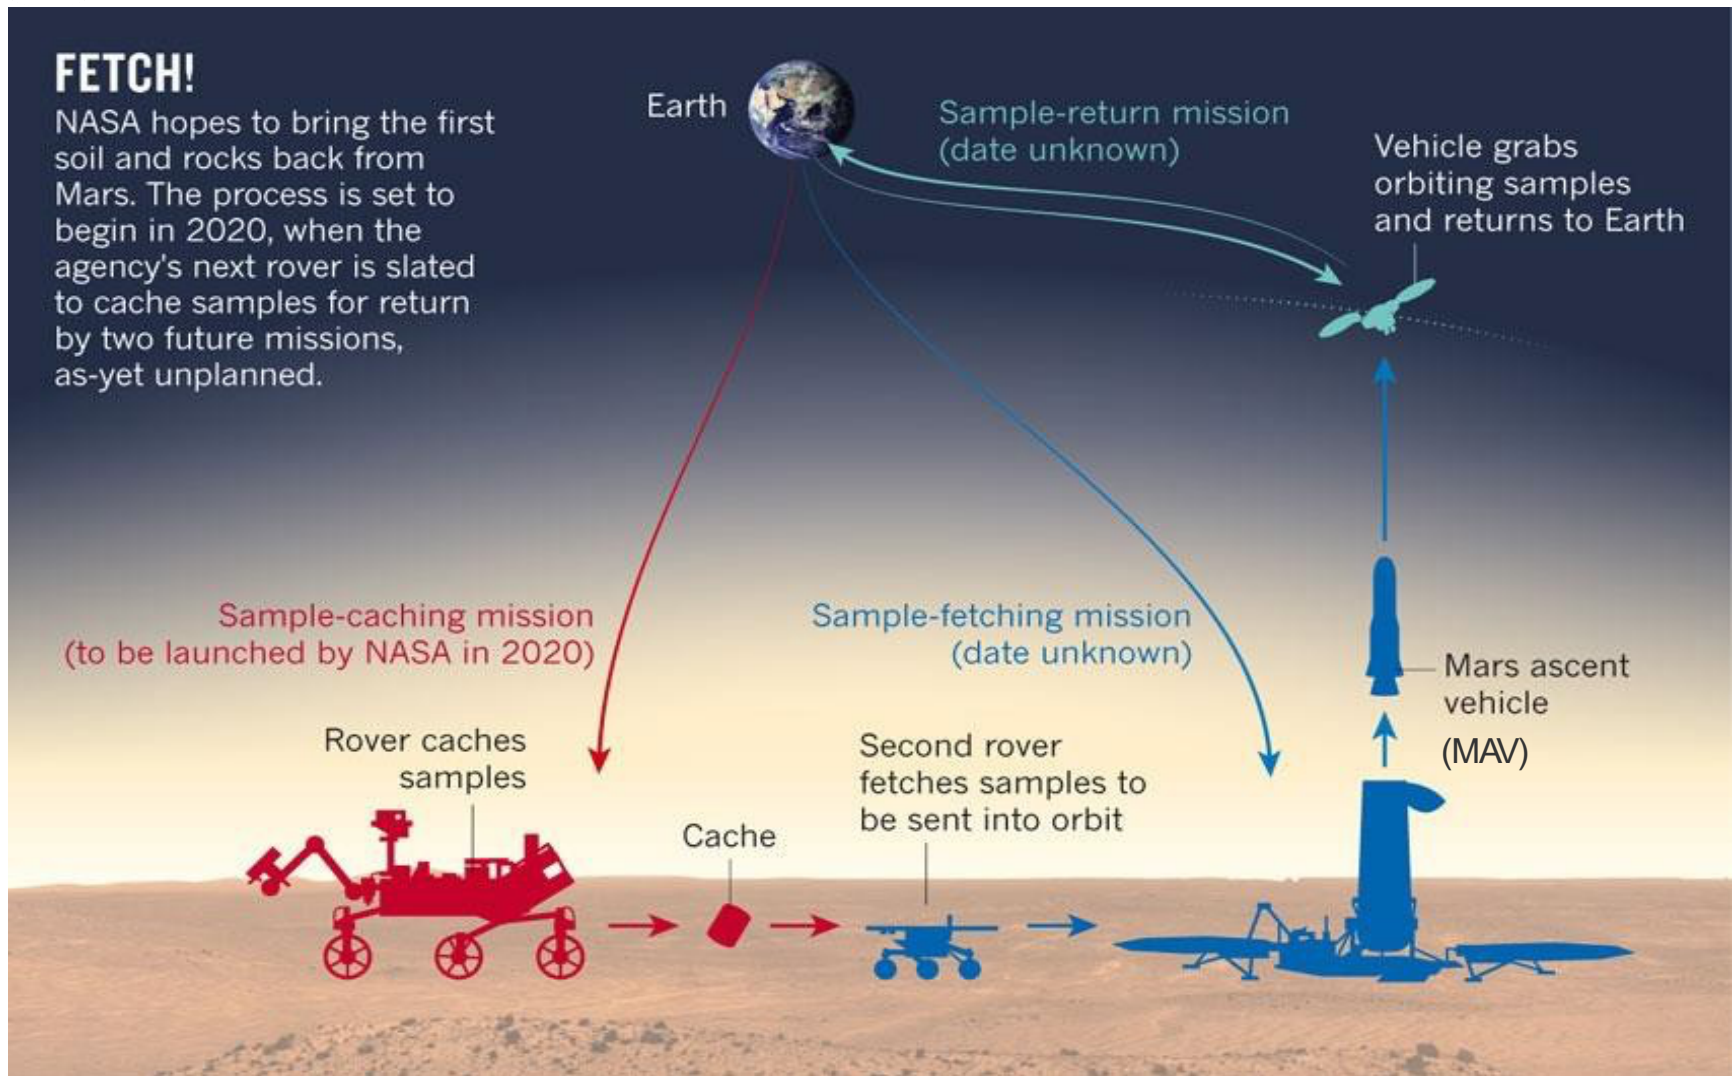 FETCH!
NASA hopes to bring the first
soil and rocks back from
Mars. The process is set to
begin in 2020, when the
agency's next rover is slated
to cache samples for return
by two future missions,
as-yet unplanned.
Earth
Sample-return mission
(date unknown)
Vehicle grabs
orbiting samples
and returns to Earth
Sample-caching mission
(to be launched by NASA in 2020)
Sample-fetching mission
(date unknown)
Mars ascent
vehicle
(MAV)
Rover caches
samples
Cache
Second rover
fetches samples to
be sent into orbit